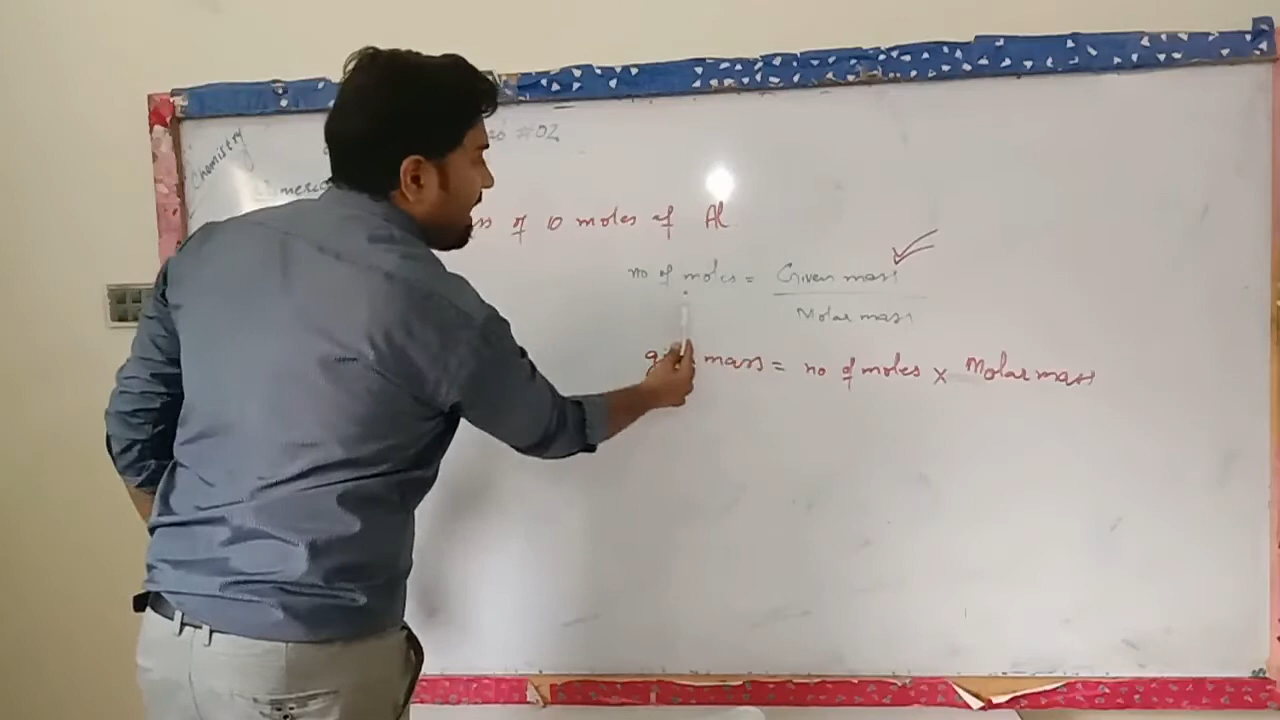 Chemistry
#02
of 10 moles of Al
no of moles = Given mass
Molar mass
mass = no of moles x Molar mass